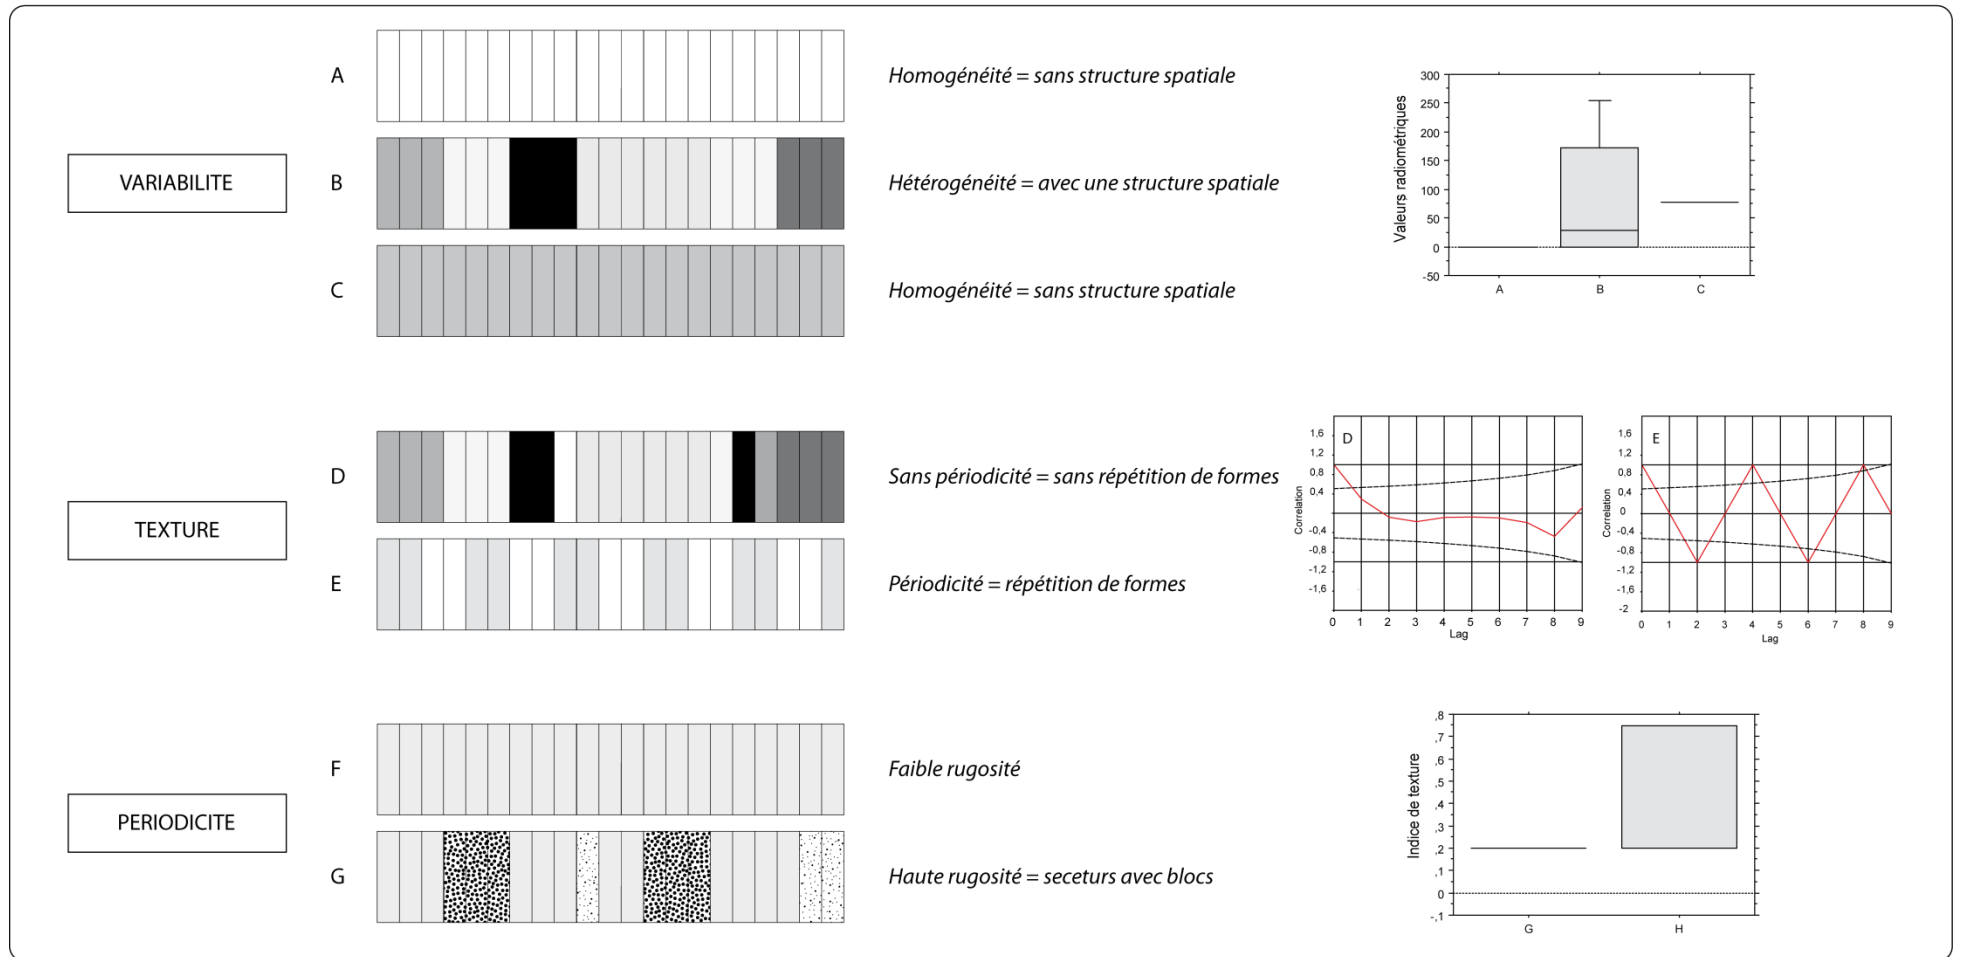 VARIABILITE
A
Homogénéité = sans structure spatiale
B
Hétérogénéité = avec une structure spatiale
C
Homogénéité = sans structure spatiale
Valeurs radiométriques
300
250
200
150
100
50
0
-50
A B C
TEXTURE
D
Sans périodicité = sans répétition de formes
E
Périodicité = répétition de formes
D
Correlation
1,6
1,2
0,8
0,4
0
-0,4
-0,8
-1,2
-1,6
0 1 2 3 4 5 6 7 8 9
Lag
E
Correlation
1,6
1,2
0,8
0,4
0
-0,4
-0,8
-1,2
-1,6
-2
0 1 2 3 4 5 6 7 8 9
Lag
PERIODICITE
F
Faible rugosité
G
Haute rugosité = seceturs avec blocs
Indice de texture
,8
,7
,6
,5
,4
,3
,2
,1
0
-,1
G H